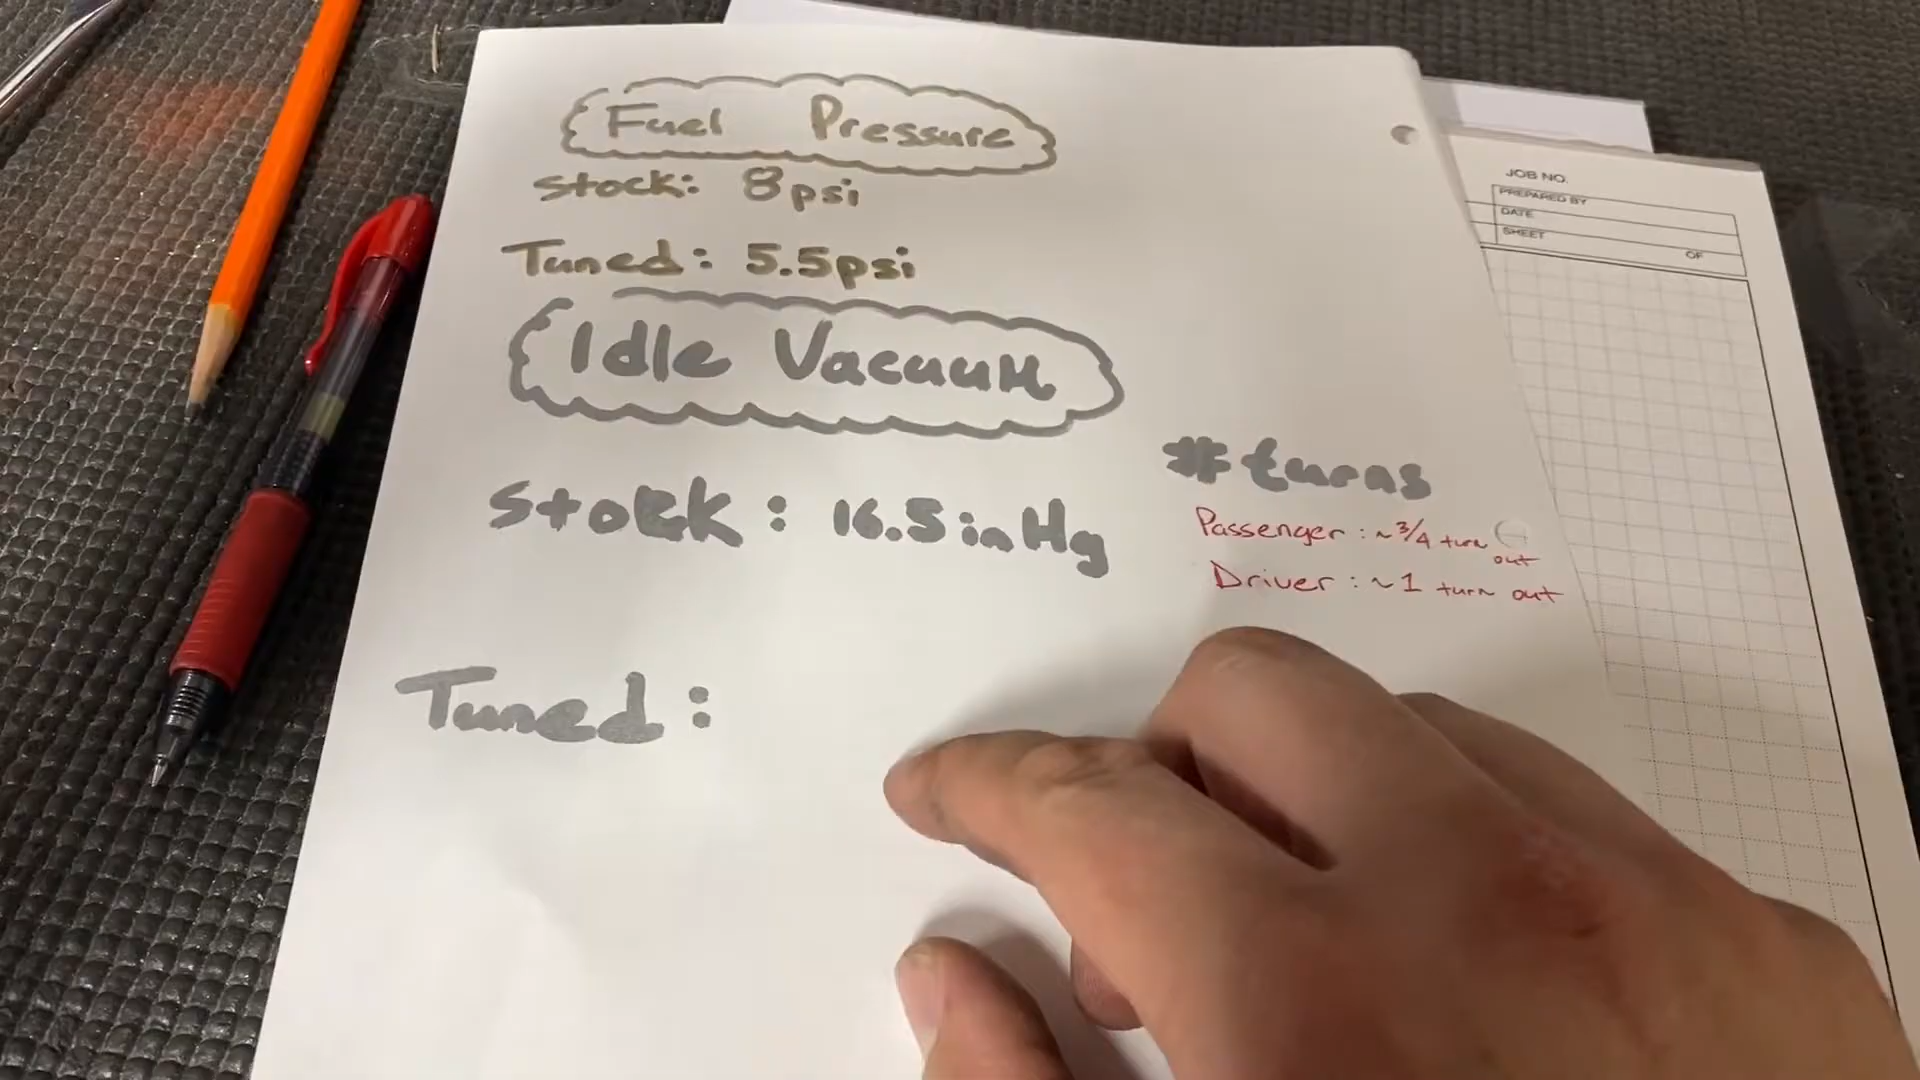 Fuel Pressure
Stock: 8psi
Tuned: 5.5psi
Idle Vacuum
Stock: 16.5 in Hg
Tuned:
#turns
Passenger: ~3/4 turn out
Driver: ~1 turn out
JOB NO.
PREPARED BY
DATE
SHEET OF